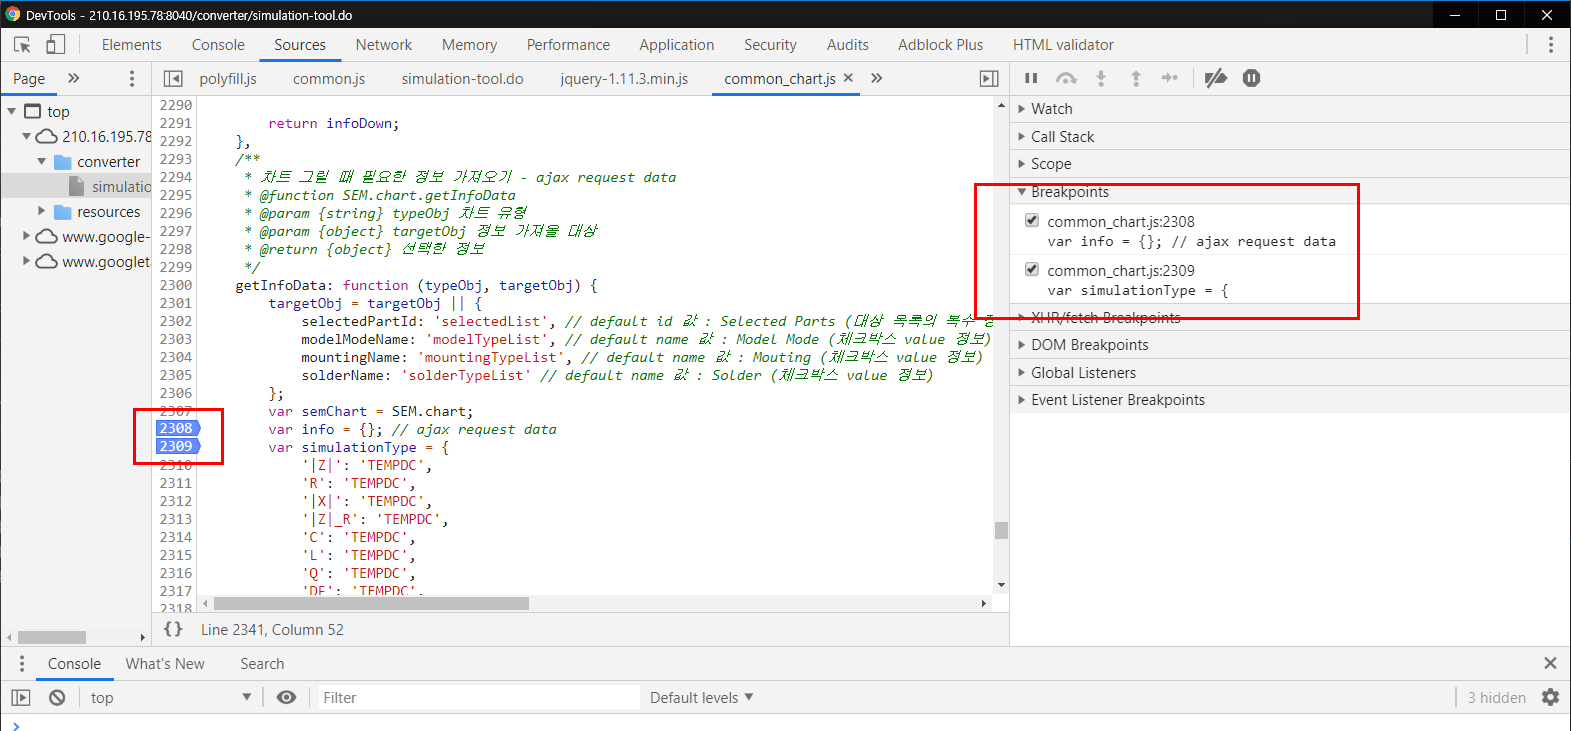 DevTools - 210.16.195.78:8040/converter/simulation-tool.do
Elements Console Sources Network Memory Performance Application Security Audits Adblock Plus HTML validator
Page » polyfill.js common.js simulation-tool.do jquery-1.11.3.min.js common_chart.js × »
top
210.16.195.78
converter
simulatio
resources
www.google-
www.googleta
2290
2291 return infoDown;
2292 },
2293 /**
2294 * 차트 그릴 때 필요한 정보 가져오기 - ajax request data
2295 * @function SEM.chart.getInfoData
2296 * @param {string} typeObj 차트 유형
2297 * @param {object} targetObj 정보 가져올 대상
2298 * @return {object} 선택한 정보
2299 */
2300 getInfoData: function (typeObj, targetObj) {
2301 targetObj = targetObj || {
2302 selectedPartId: 'selectedList', // default id 값 : Selected Parts (대상 목록의 복수 
2303 modelModeName: 'modelTypeList', // default name 값 : Model Mode (체크박스 value 정보)
2304 mountingName: 'mountingTypeList', // default name 값 : Mouting (체크박스 value 정보)
2305 solderName: 'solderTypeList' // default name 값 : Solder (체크박스 value 정보)
2306 };
2307 var semChart = SEM.chart;
2308 var info = {}; // ajax request data
2309 var simulationType = {
2310 '|Z|': 'TEMPDC',
2311 'R': 'TEMPDC',
2312 '|X|': 'TEMPDC',
2313 '|Z|_R': 'TEMPDC',
2314 'C': 'TEMPDC',
2315 'L': 'TEMPDC',
2316 'Q': 'TEMPDC',
2317 'DF': 'TEMPDC',
2318
{} Line 2341, Column 52
Watch
Call Stack
Scope
Breakpoints
common_chart.js:2308
var info = {}; // ajax request data
common_chart.js:2309
var simulationType = {
XHR/fetch Breakpoints
DOM Breakpoints
Global Listeners
Event Listener Breakpoints
Console What's New Search
top Filter Default levels 3 hidden
>